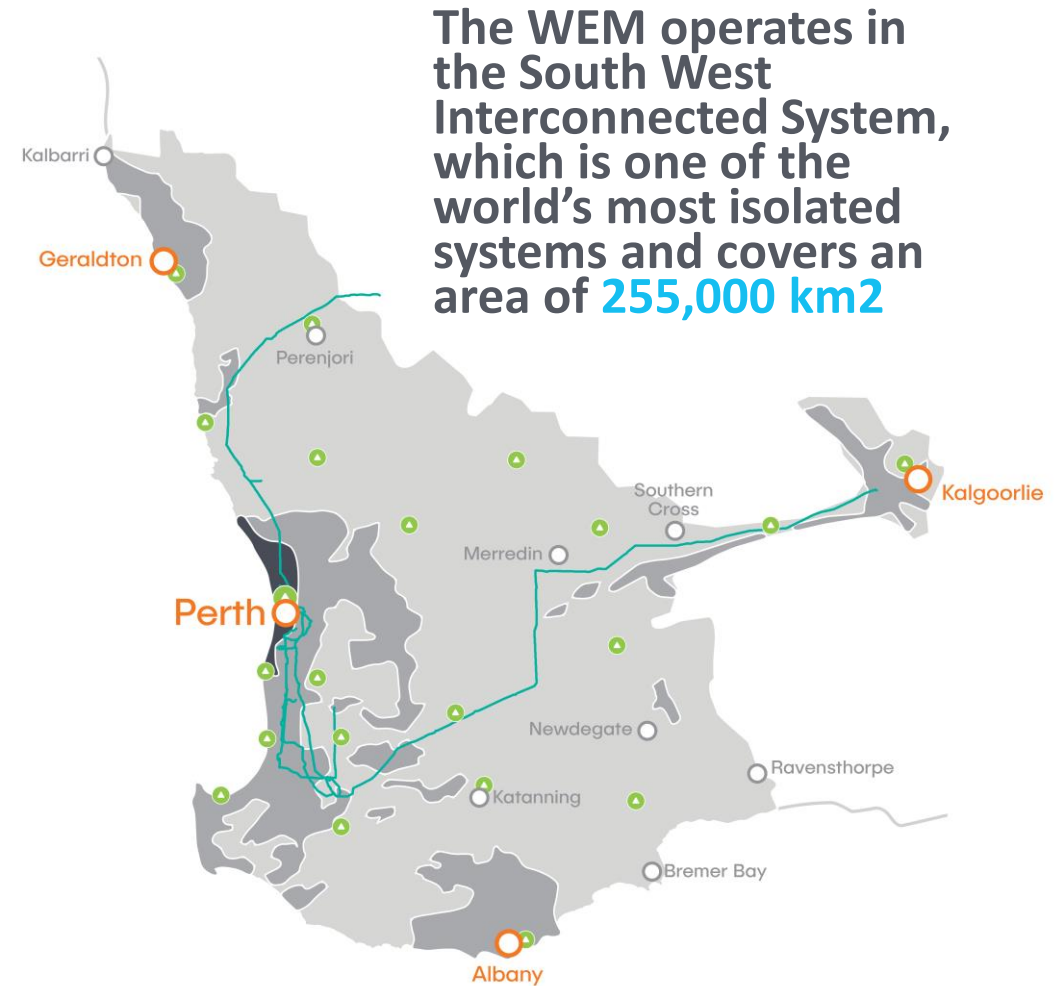 The WEM operates in
the South West
Interconnected System,
which is one of the
world's most isolated
systems and covers an
area of 255,000 km2
Kalbarri
Geraldton
Perenjori
Southern
Cross
Kalgoorlie
Merredin
Perth
Newdegate
Ravensthorpe
Katanning
Bremer Bay
Albany